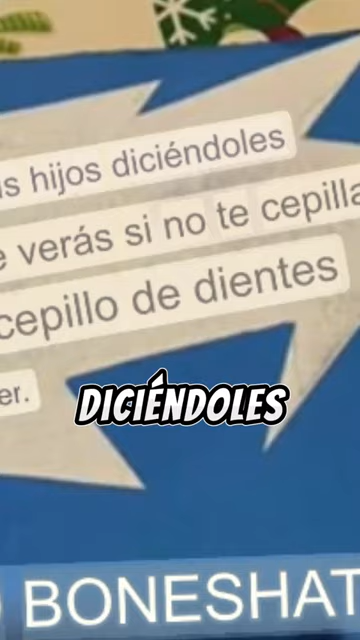 hijos diciéndoles
verás si no te cepilla
cepillo de dientes
er.
DICIÉNDOLES
BONESHAT